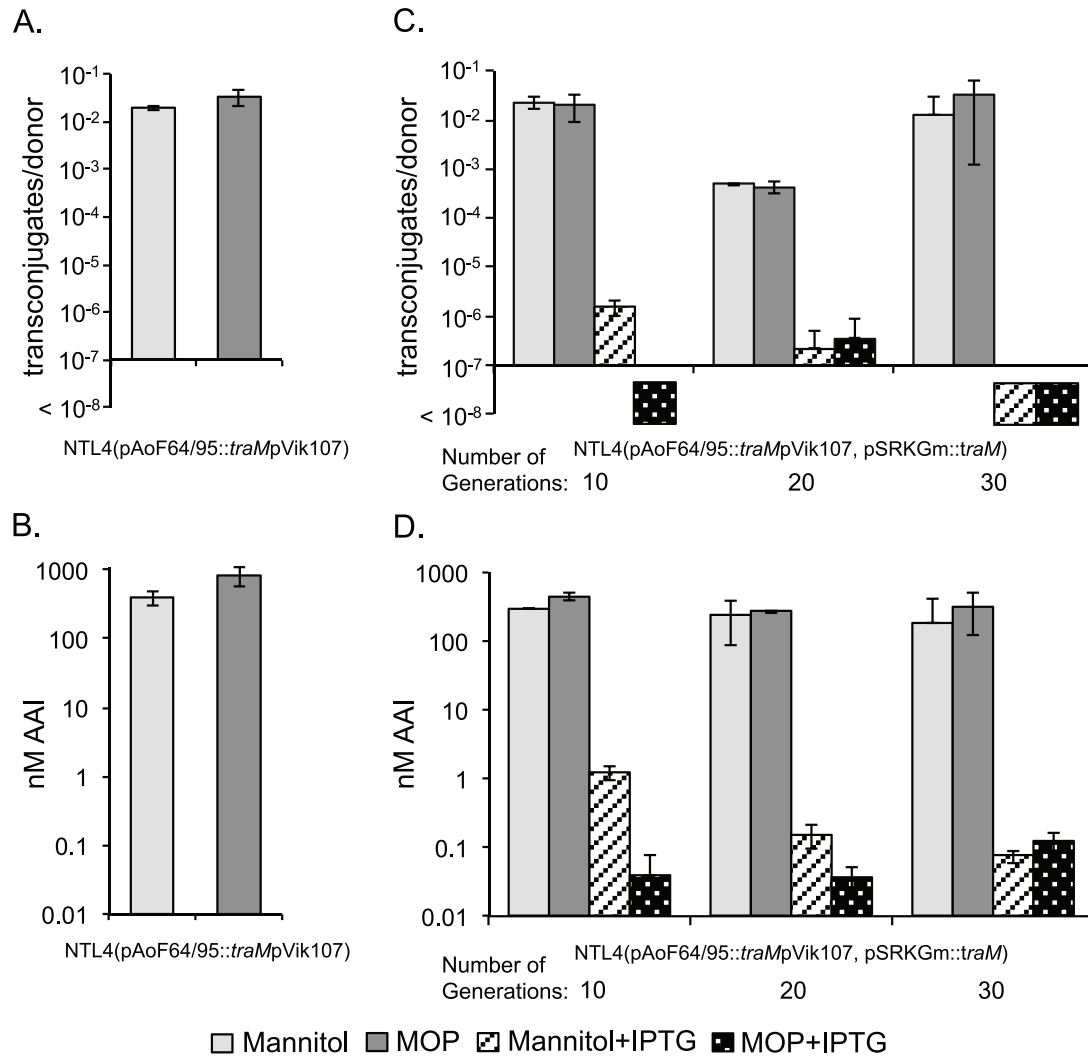 A.
transconjugates/donor
10-1
10-2
10-3
10-4
10-5
10-6
10-7
< 10-8
NTL4(pAoF64/95::traMpVik107)
C.
transconjugates/donor
10-1
10-2
10-3
10-4
10-5
10-6
10-7
< 10-8
NTL4(pAoF64/95::traMpVik107, pSRKGm::traM)
Number of
Generations: 10 20 30
B.
nM AAI
1000
100
10
1
0.1
0.01
NTL4(pAoF64/95::traMpVik107)
D.
nM AAI
1000
100
10
1
0.1
0.01
NTL4(pAoF64/95::traMpVik107, pSRKGm::traM)
Number of
Generations: 10 20 30
Mannitol MOP Mannitol+IPTG MOP+IPTG